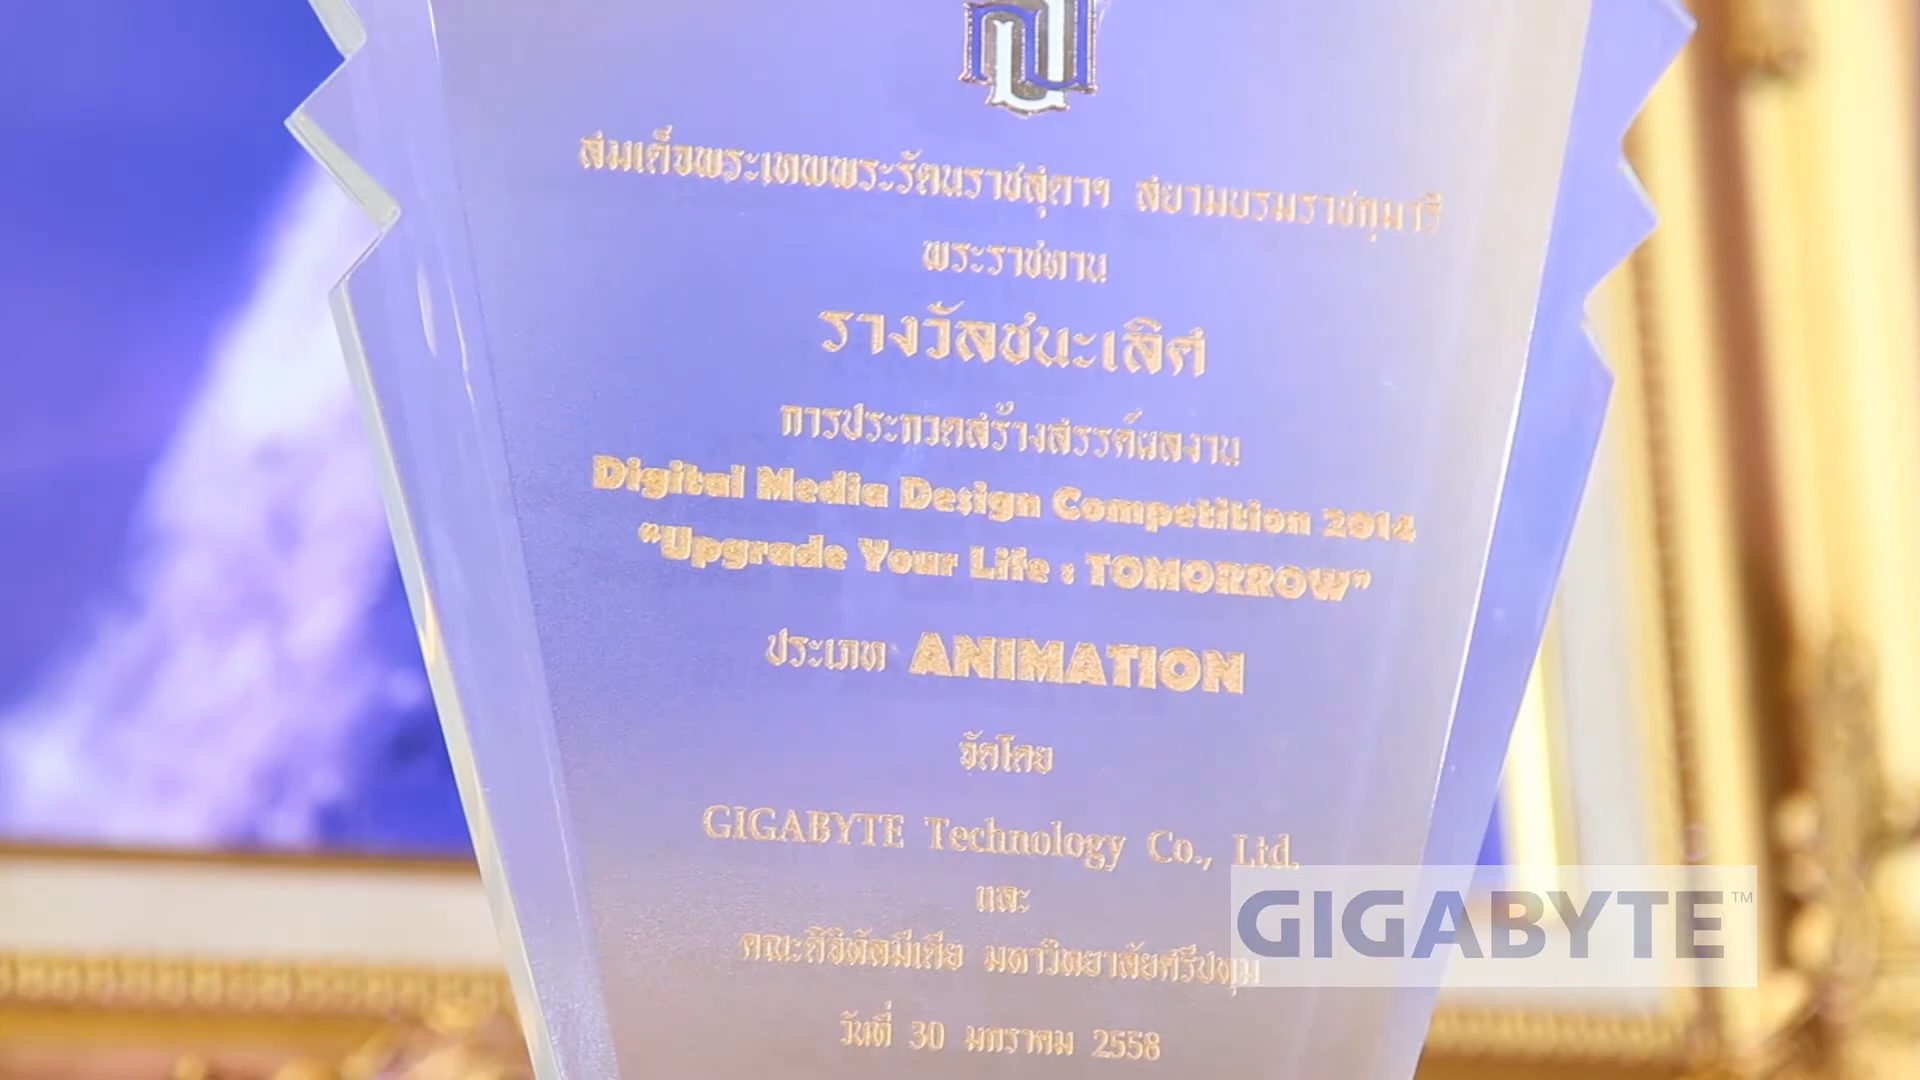 สมเด็จพระเทพพระรัตนราชสุดาฯ สยามบรมราชกุมารี
พระราชทาน
รางวัลชนะเลิศ
การประกวดสร้างสรรค์ผลงาน
Digital Media Design Competition 2014
“Upgrade Your Life : TOMORROW”
ประเภท ANIMATION
จัดโดย
GIGABYTE Technology Co., Ltd.
และ
คณะดิจิทัลมีเดีย มหาวิทยาลัยศรีปทุม
วันที่ 30 มกราคม 2558
GIGABYTE™